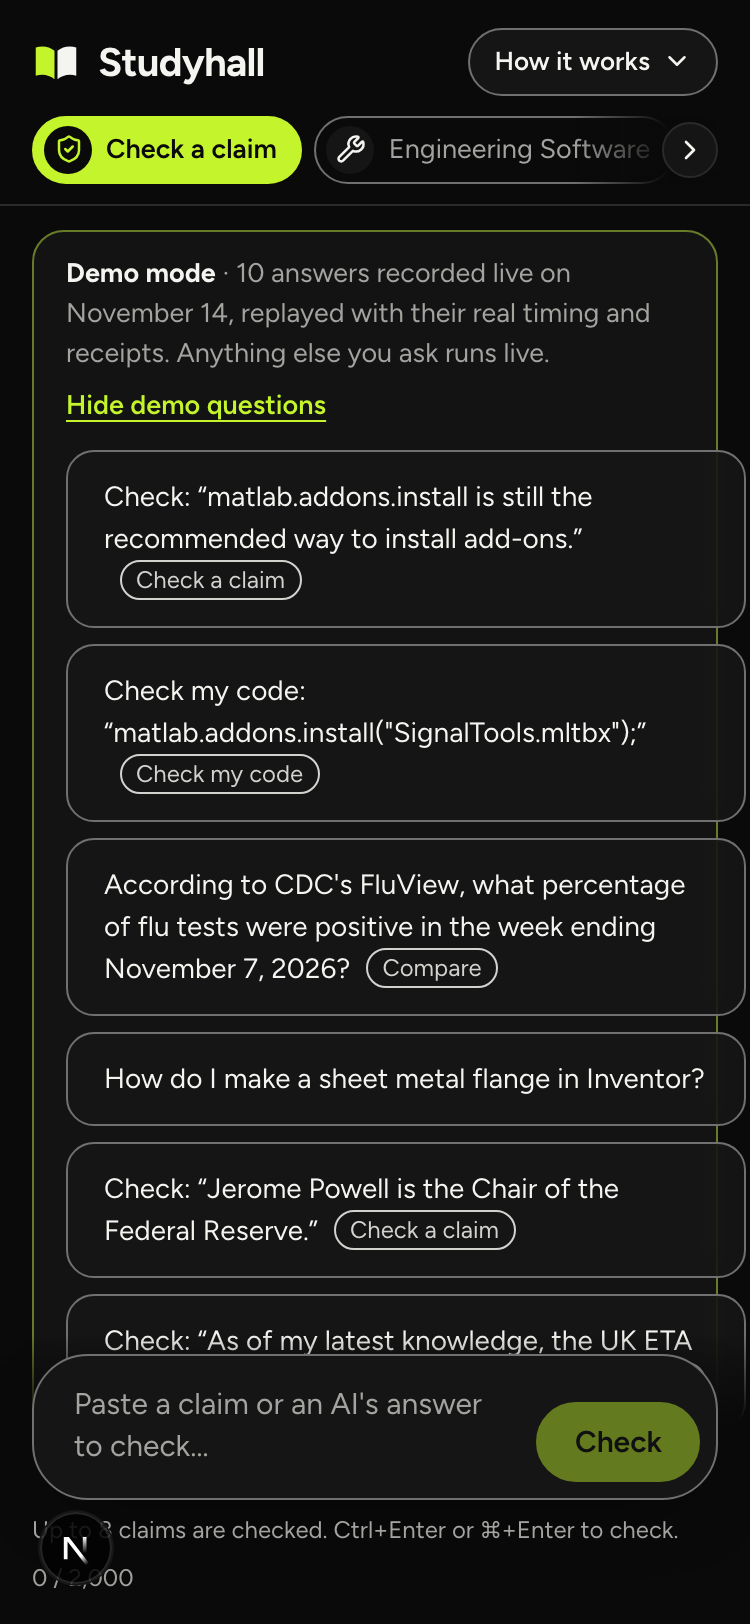 Studyhall
How it works
Check a claim
Engineering Software
Demo mode · 10 answers recorded live on
November 14, replayed with their real timing and
receipts. Anything else you ask runs live.
Hide demo questions
Check: “matlab.addons.install is still the
recommended way to install add-ons.”
Check a claim
Check my code:
“matlab.addons.install("SignalTools.mltbx");”
Check my code
According to CDC's FluView, what percentage
of flu tests were positive in the week ending
November 7, 2026? Compare
How do I make a sheet metal flange in Inventor?
Check: “Jerome Powell is the Chair of the
Federal Reserve.” Check a claim
Check: “As of my latest knowledge, the UK ETA
Paste a claim or an AI's answer
to check...
Check
Up to 8 claims are checked. Ctrl+Enter or ⌘+Enter to check.
N
0 / 2,000